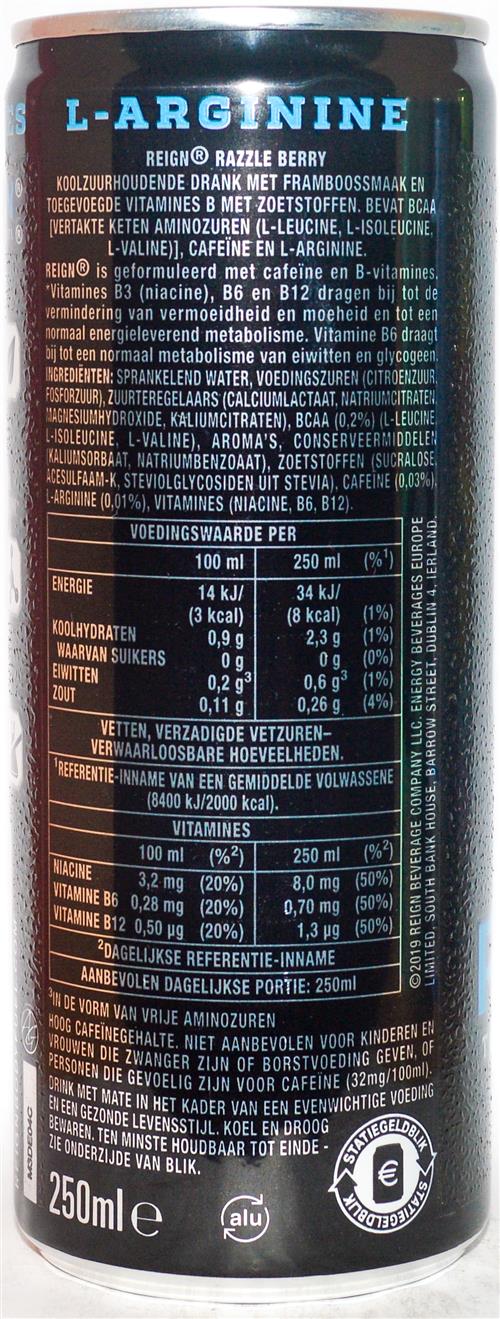 L-ARGININE
REIGN® RAZZLE BERRY
KOOLZUURHOUDENDE DRANK MET FRAMBOOSSMAAK EN
TOEGEVOEGDE VITAMINES B MET ZOETSTOFFEN. BEVAT BCAA
[VERTAKTE KETEN AMINOZUREN (L-LEUCINE, L-ISOLEUCINE,
L-VALINE)], CAFEÏNE EN L-ARGININE.
REIGN® is geformuleerd met cafeïne en B-vitamines.
*Vitamines B3 (niacine), B6 en B12 dragen bij tot de
vermindering van vermoeidheid en moeheid en tot een
normaal energieleverend metabolisme. Vitamine B6 draagt
bij tot een normaal metabolisme van eiwitten en glycogeen.
INGREDIËNTEN: SPRANKELEND WATER, VOEDINGSZUREN (CITROENZUUR,
FOSFORZUUR), ZUURTEREGELAARS (CALCIUMLACTAAT, NATRIUMCITRATEN,
MAGNESIUMHYDROXIDE, KALIUMCITRATEN), BCAA (0,2%) (L-LEUCINE,
L-ISOLEUCINE, L-VALINE), AROMA'S, CONSERVEERMIDDELEN
(KALIUMSORBAAT, NATRIUMBENZOAAT), ZOETSTOFFEN (SUCRALOSE,
ACESULFAAM-K, STEVIOLGLYCOSIDEN UIT STEVIA), CAFEÏNE (0,03%),
L-ARGININE (0,01%), VITAMINES (NIACINE, B6, B12).
VOEDINGSWAARDE PER
100 ml 250 ml (%¹)
ENERGIE 14 kJ/ 34 kJ/
(3 kcal) (8 kcal) (1%)
KOOLHYDRATEN 0,9 g 2,3 g (1%)
WAARVAN SUIKERS 0 g 0 g (0%)
EIWITTEN 0,2 g³ 0,6 g³ (1%)
ZOUT 0,11 g 0,26 g (4%)
VETTEN, VERZADIGDE VETZUREN–
VERWAARLOOSBARE HOEVEELHEDEN.
¹REFERENTIE-INNAME VAN EEN GEMIDDELDE VOLWASSENE
(8400 kJ/2000 kcal).
VITAMINES
100 ml (%²) 250 ml (%²)
NIACINE 3,2 mg (20%) 8,0 mg (50%)
VITAMINE B6 0,28 mg (20%) 0,70 mg (50%)
VITAMINE B12 0,50 µg (20%) 1,3 µg (50%)
²DAGELIJKSE REFERENTIE-INNAME
AANBEVOLEN DAGELIJKSE PORTIE: 250ml
©2019 REIGN BEVERAGE COMPANY LLC. ENERGY BEVERAGES EUROPE
LIMITED, SOUTH BANK HOUSE, BARROW STREET, DUBLIN 4, IERLAND.
³IN DE VORM VAN VRIJE AMINOZUREN
HOOG CAFEÏNEGEHALTE. NIET AANBEVOLEN VOOR KINDEREN EN
VROUWEN DIE ZWANGER ZIJN OF BORSTVOEDING GEVEN, OF
PERSONEN DIE GEVOELIG ZIJN VOOR CAFEÏNE (32mg/100ml).
DRINK MET MATE IN HET KADER VAN EEN EVENWICHTIGE VOEDING
EN EEN GEZONDE LEVENSSTIJL. KOEL EN DROOG
BEWAREN. TEN MINSTE HOUDBAAR TOT EINDE -
ZIE ONDERZIJDE VAN BLIK.
M3DE04C
250ml e
alu
STATIEGELDBLIK
€
STATIEGELDBLIK